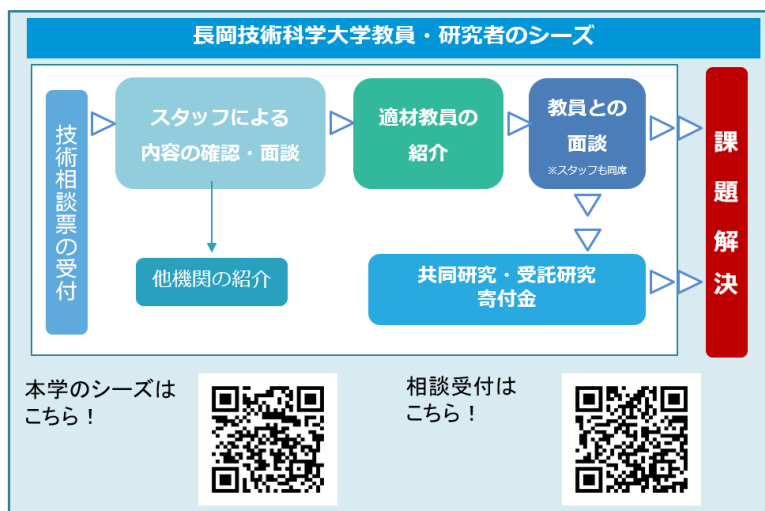 長岡技術科学大学教員・研究者のシーズ
技術相談票の受付
スタッフによる
内容の確認・面談
適材教員の
紹介
教員との
面談
※スタッフも同席
課題解決
他機関の紹介
共同研究・受託研究
寄付金
本学のシーズは
こちら！
相談受付は
こちら！